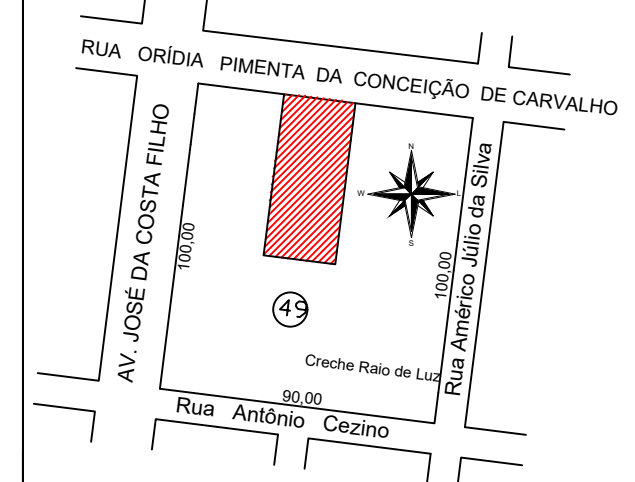 RUA ORÍDIA PIMENTA DA CONCEIÇÃO DE CARVALHO
AV. JOSÉ DA COSTA FILHO
100,00
N
W
L
S
100,00
Rua Américo Júlio da Silva
49
Creche Raio de Luz
90,00
Rua Antônio Cezino